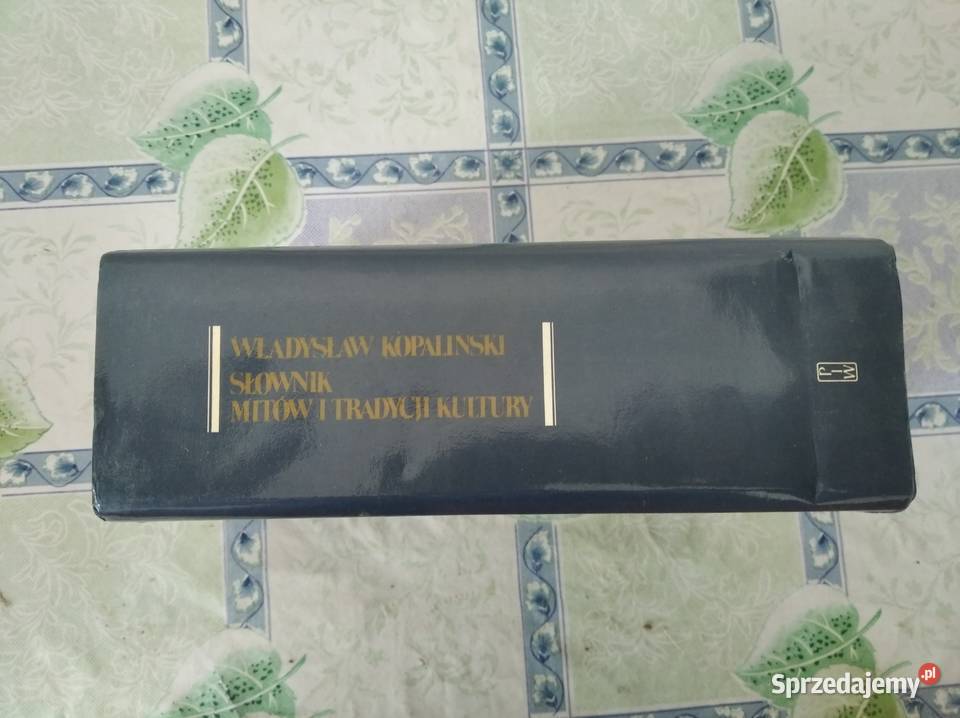 WŁADYSŁAW KOPALIŃSKI
SŁOWNIK
MITÓW I TRADYCJI KULTURY
PIW
Sprzedajemy.pl